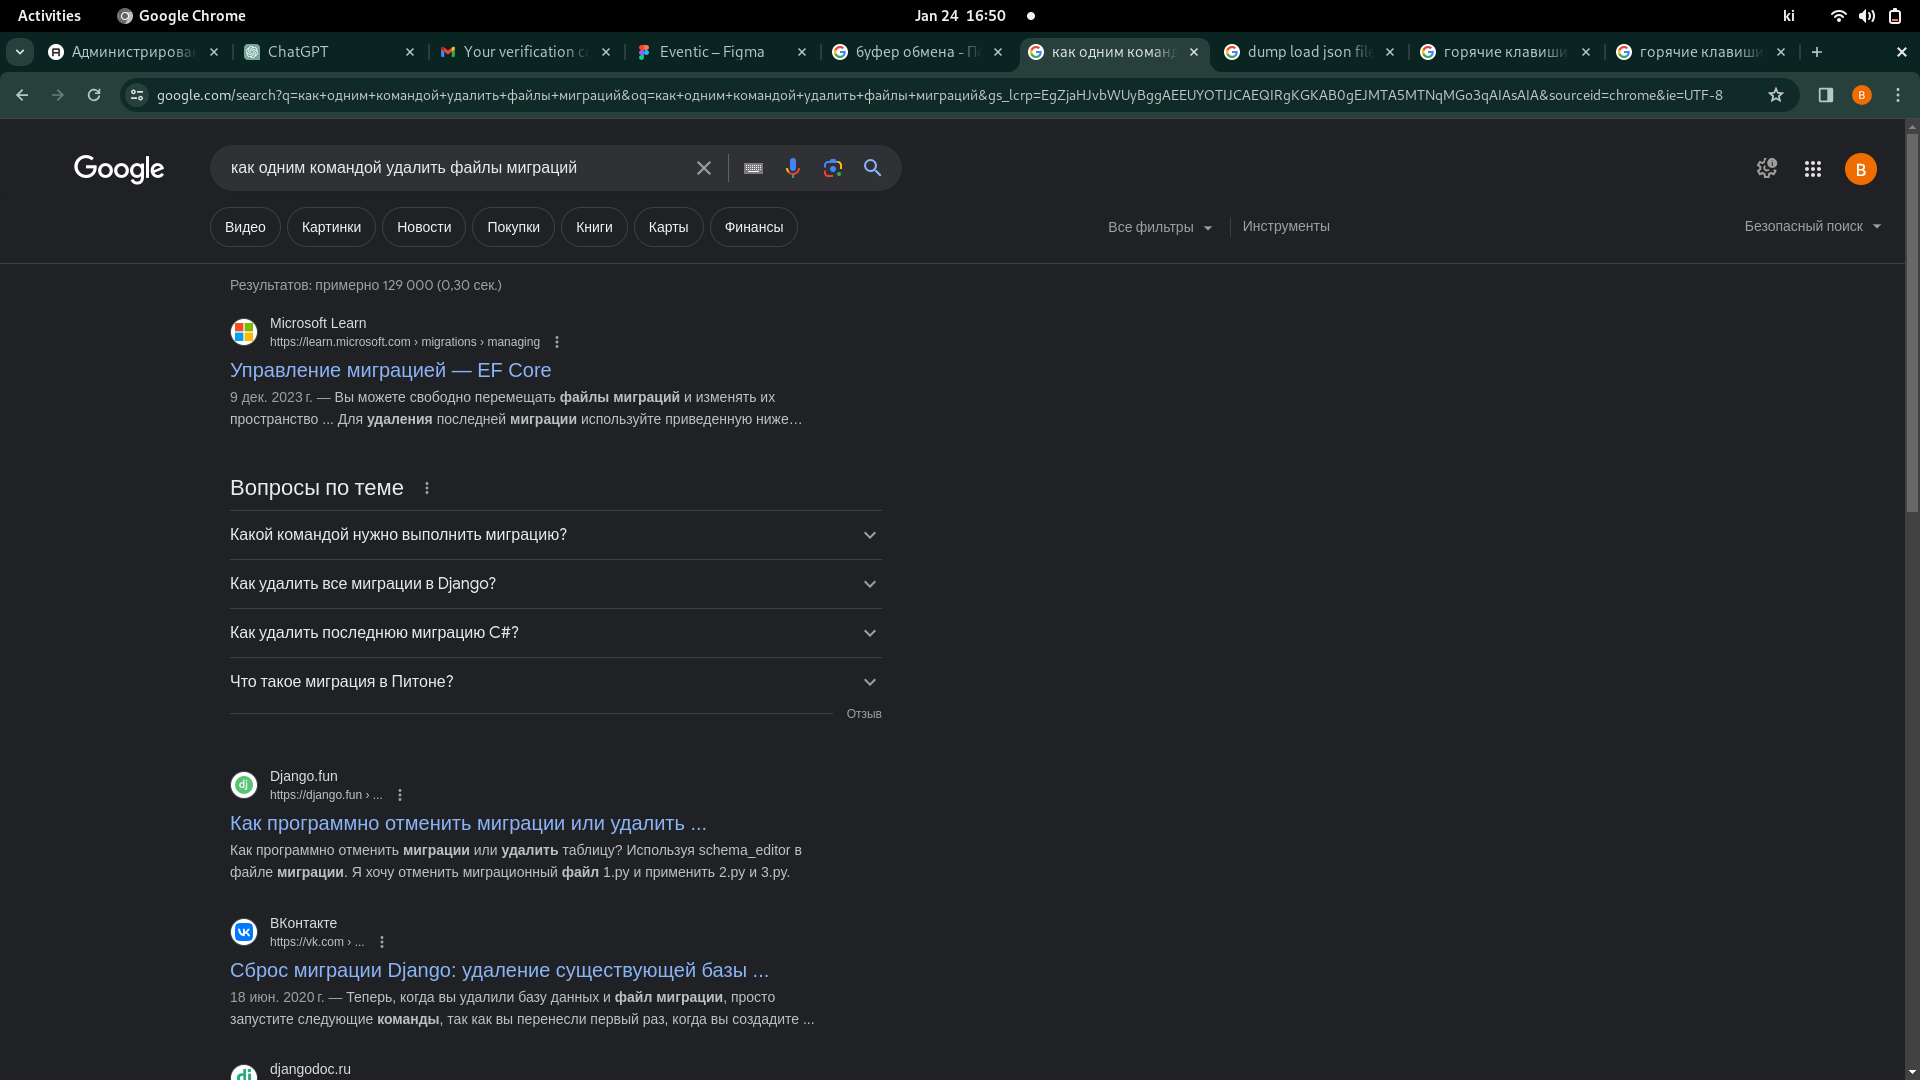 Activities
Google Chrome
Jan 24 16:50
ki
Администрирова
ChatGPT
Your verification co
Eventic – Figma
буфер обмена - По
как одним команд
dump load json file
горячие клавиши
горячие клавиши
google.com/search?q=как+одним+командой+удалить+файлы+миграций&oq=как+одним+командой+удалить+файлы+миграций&gs_lcrp=EgZjaHJvbWUyBggAEEUYOTIJCAEQIRgKGKAB0gEJMTA5MTNqMGo3qAIAsAIA&sourceid=chrome&ie=UTF-8
B
Google
как одним командой удалить файлы миграций
B
Видео
Картинки
Новости
Покупки
Книги
Карты
Финансы
Все фильтры
Инструменты
Безопасный поиск
Результатов: примерно 129 000 (0,30 сек.)
Microsoft Learn
https://learn.microsoft.com › migrations › managing
Управление миграцией — EF Core
9 дек. 2023 г. — Вы можете свободно перемещать файлы миграций и изменять их
пространство ... Для удаления последней миграции используйте приведенную ниже…
Вопросы по теме
Какой командой нужно выполнить миграцию?
Как удалить все миграции в Django?
Как удалить последнюю миграцию C#?
Что такое миграция в Питоне?
Отзыв
dj
Django.fun
https://django.fun › ...
Как программно отменить миграции или удалить ...
Как программно отменить миграции или удалить таблицу? Используя schema_editor в
файле миграции. Я хочу отменить миграционный файл 1.py и применить 2.py и 3.py.
ВКонтакте
https://vk.com › ...
Сброс миграции Django: удаление существующей базы ...
18 июн. 2020 г. — Теперь, когда вы удалили базу данных и файл миграции, просто
запустите следующие команды, так как вы перенесли первый раз, когда вы создадите ...
dj
djangodoc.ru